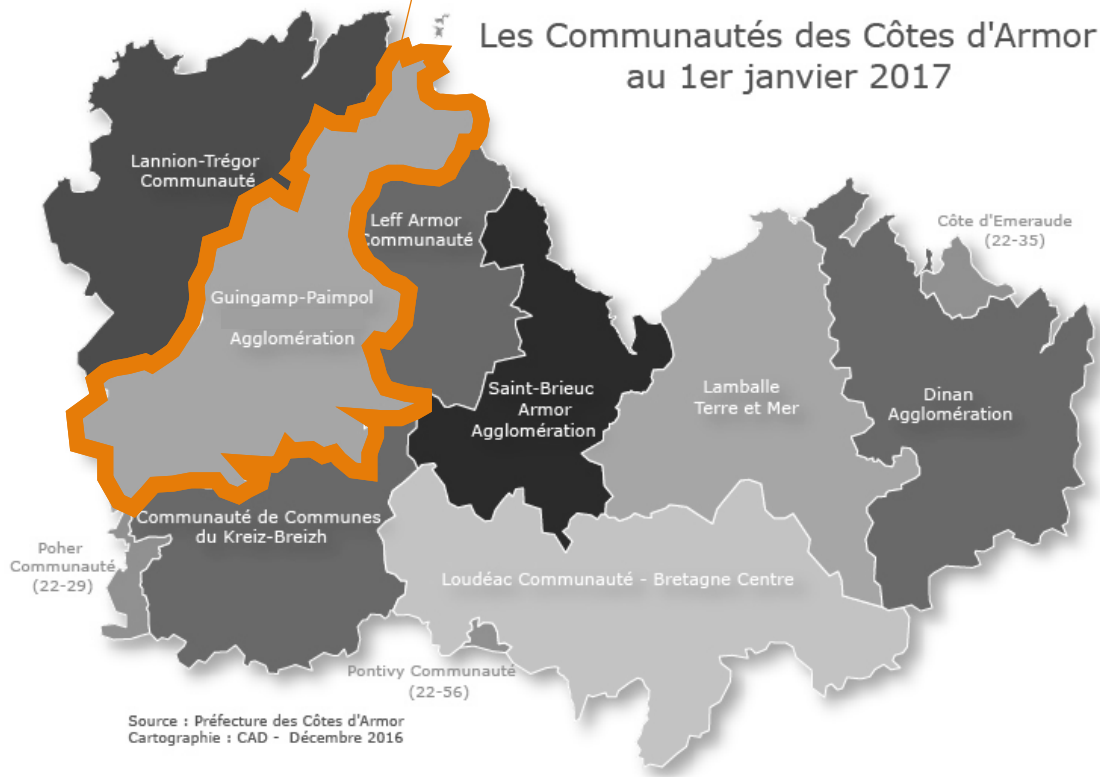 Les Communautés des Côtes d'Armor
au 1er janvier 2017
Lannion-Trégor
Communauté
Leff Armor
Communauté
Côte d'Emeraude
(22-35)
Guingamp-Paimpol
Agglomération
Saint-Brieuc
Armor
Agglomération
Lamballe
Terre et Mer
Dinan
Agglomération
Communauté de Communes
du Kreiz-Breizh
Poher
Communauté
(22-29)
Loudéac Communauté - Bretagne Centre
Pontivy Communauté
(22-56)
Source : Préfecture des Côtes d'Armor
Cartographie : CAD - Décembre 2016